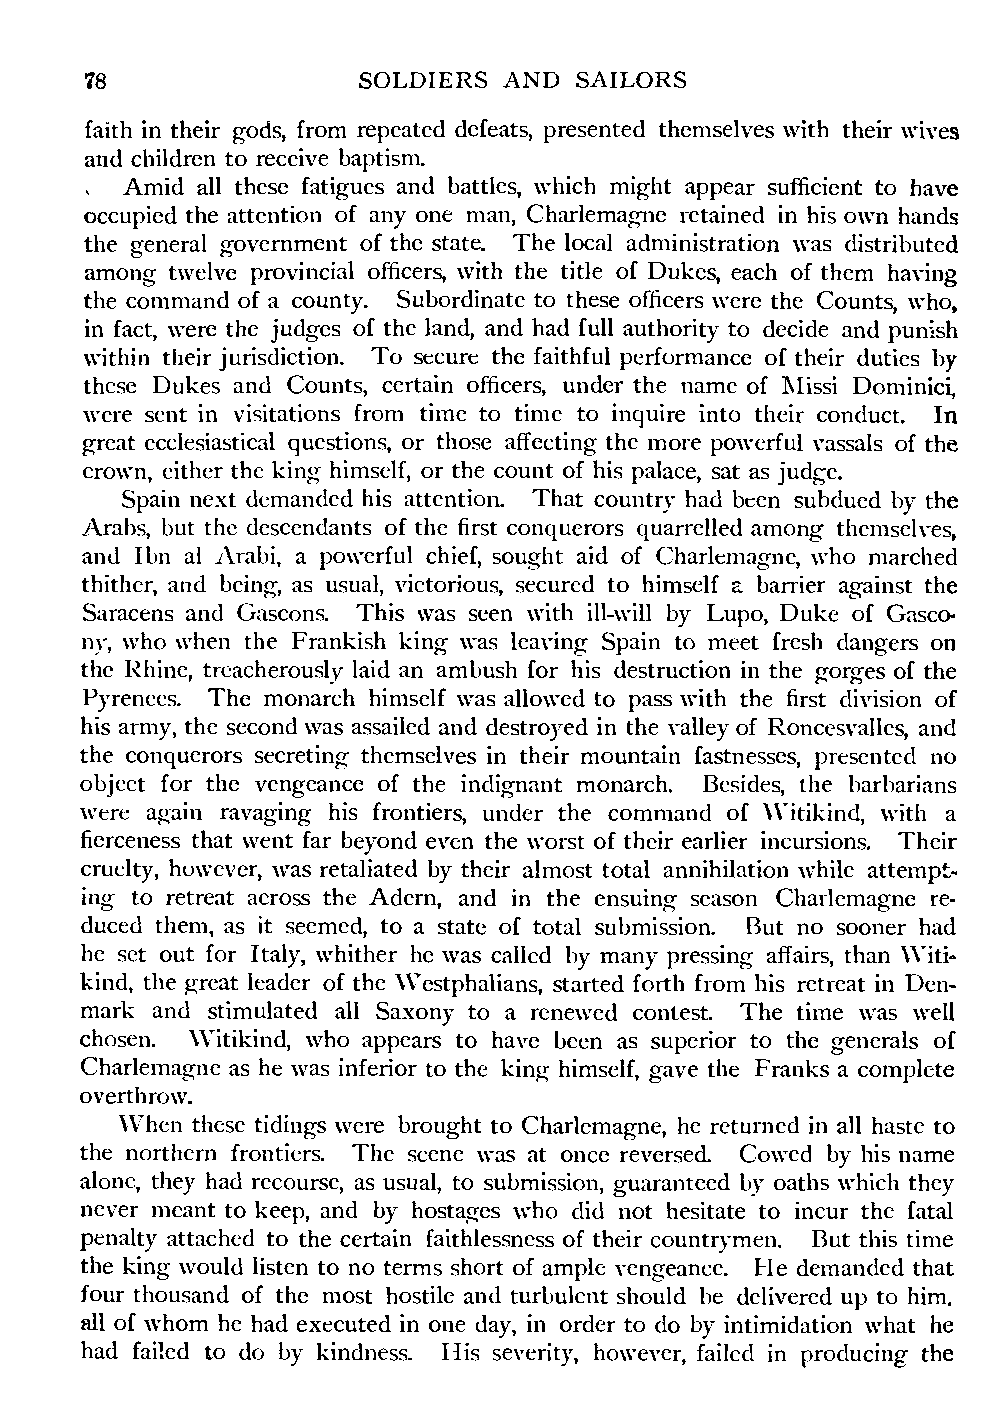 78 SOLDIERS AND SAILORS
faith in their gods, from repeated defeats, presented themselves with their wives
and children to receive baptism.
Amid all these fatigues and battles, which might appear sufficient to have
occupied the attention of any one man, Charlemagne retained in his own hands
the general government of the state. The local administration was distributed
among twelve provincial officers, with the title of Dukes, each of them having
the command of a county. Subordinate to these officers were the Counts, who,
in fact, were the judges of the land, and had full authority to decide and punish
within their jurisdiction. To secure the faithful performance of their duties by
these Dukes and Counts, certain officers, under the name of Missi Dominici,
were sent in visitations from time to time to inquire into their conduct. In
great ecclesiastical questions, or those affecting the more powerful vassals of the
crown, either the king himself, or the count of his palace, sat as judge.
Spain next demanded his attention. That country had been subdued by the
Arabs, but the descendants of the first conquerors quarrelled among themselves,
and Ibn al Arabi, a powerful chief, sought aid of Charlemagne, who marched
thither, and being, as usual, victorious, secured to himself a barrier against the
Saracens and Gascons. This was seen with ill-will by Lupo, Duke of Gasco-
ny, who when the Frankish king was leaving Spain to meet fresh dangers on
the Rhine, treacherously laid an ambush for his destruction in the gorges of the
Pyrenees. The monarch himself was allowed to pass with the first division of
his army, the second was assailed and destroyed in the valley of Roncesvalles, and
the conquerors secreting themselves in their mountain fastnesses, presented no
object for the vengeance of the indignant monarch. Besides, the barbarians
were again ravaging his frontiers, under the command of Witikind, with a
fierceness that went far beyond even the worst of their earlier incursions. Their
cruelty, however, was retaliated by their almost total annihilation while attempt-
ing to retreat across the Adern, and in the ensuing season Charlemagne re-
duced them, as it seemed, to a state of total submission. But no sooner had
he set out for Italy, whither he was called by many pressing affairs, than Witi-
kind, the great leader of the Westphalians, started forth from his retreat in Den-
mark and stimulated all Saxony to a renewed contest. The time was well
chosen. Witikind, who appears to have been as superior to the generals of
Charlemagne as he was inferior to the king himself, gave the Franks a complete
overthrow.
When these tidings were brought to Charlemagne, he returned in all haste to
the northern frontiers. The scene was at once reversed. Cowed by his name
alone, they had recourse, as usual, to submission, guaranteed by oaths which they
never meant to keep, and by hostages who did not hesitate to incur the fatal
penalty attached to the certain faithlessness of their countrymen. But this time
the king would listen to no terms short of ample vengeance. He demanded that
four thousand of the most hostile and turbulent should be delivered up to him,
all of whom he had executed in one day, in order to do by intimidation what he
had failed to do by kindness. His severity, however, failed in producing the